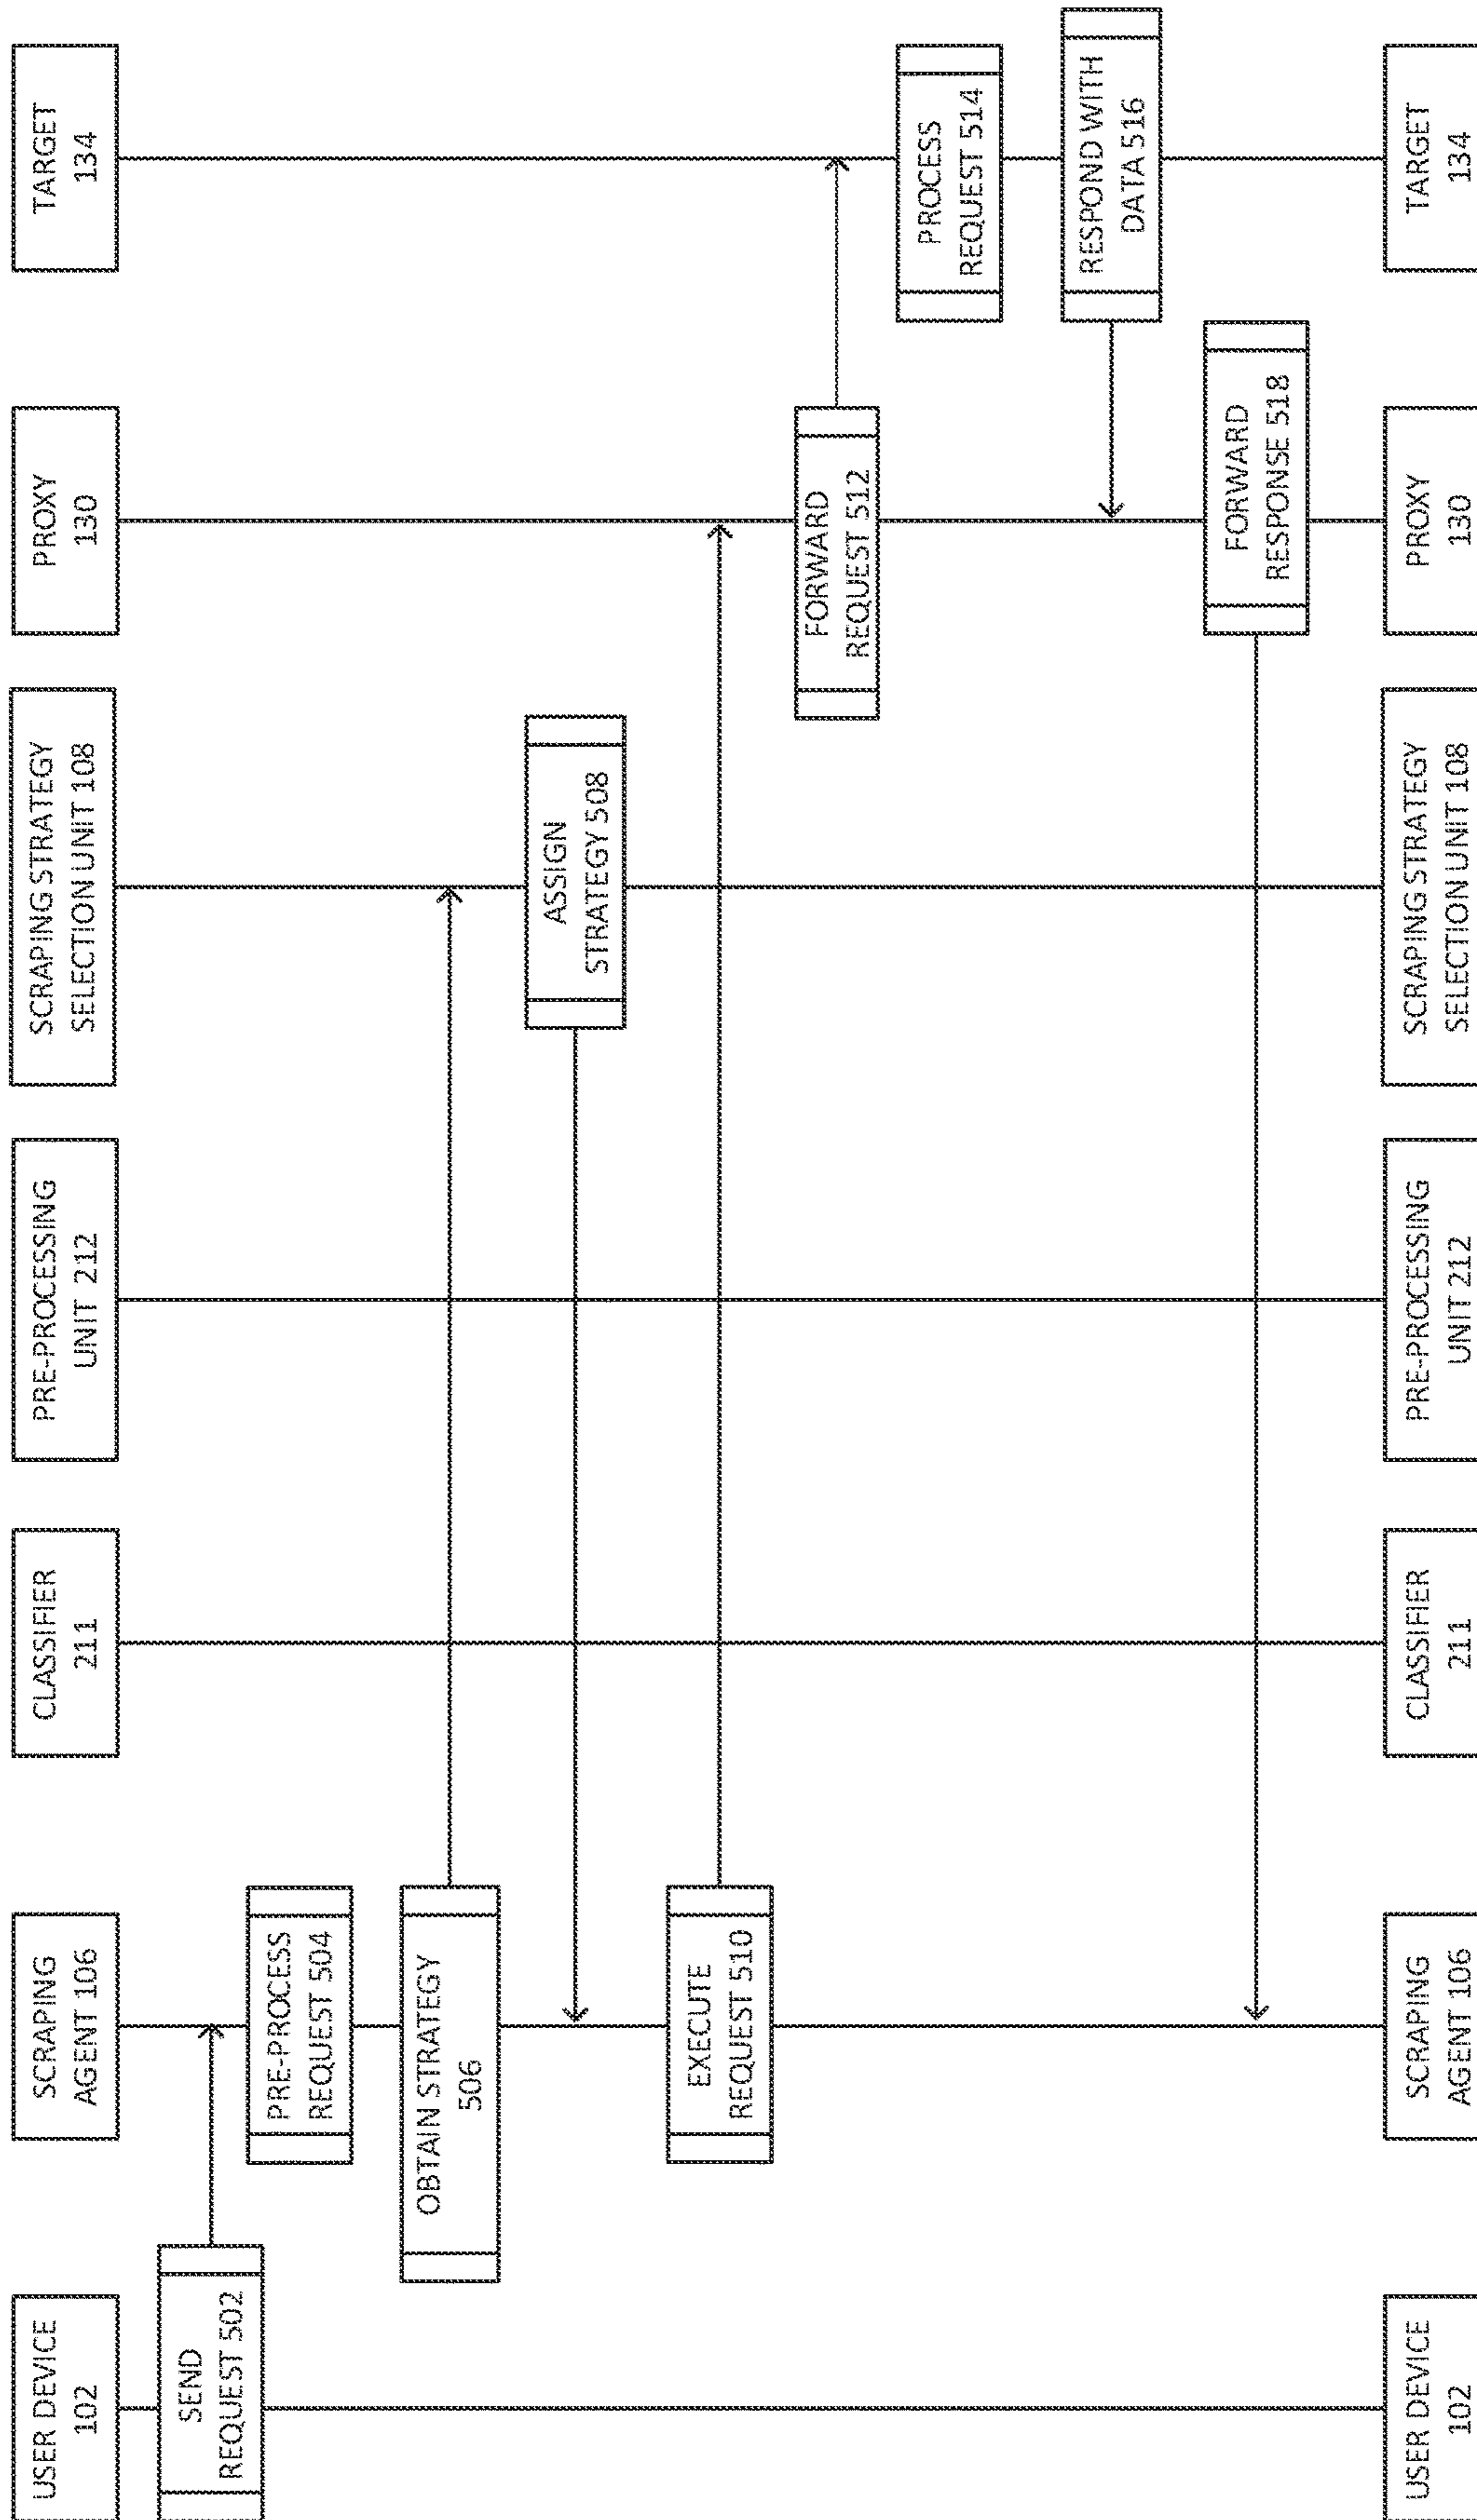 USER DEVICE
102
SCRAPING
AGENT 106
CLASSIFIER
211
PRE-PROCESSING
UNIT 212
SCRAPING STRATEGY
SELECTION UNIT 108
PROXY
130
TARGET
134
SEND
REQUEST 502
PRE-PROCESS
REQUEST 504
OBTAIN STRATEGY
506
ASSIGN
STRATEGY 508
EXECUTE
REQUEST 510
FORWARD
REQUEST 512
PROCESS
REQUEST 514
RESPOND WITH
DATA 516
FORWARD
RESPONSE 518
USER DEVICE
102
SCRAPING
AGENT 106
CLASSIFIER
211
PRE-PROCESSING
UNIT 212
SCRAPING STRATEGY
SELECTION UNIT 108
PROXY
130
TARGET
134